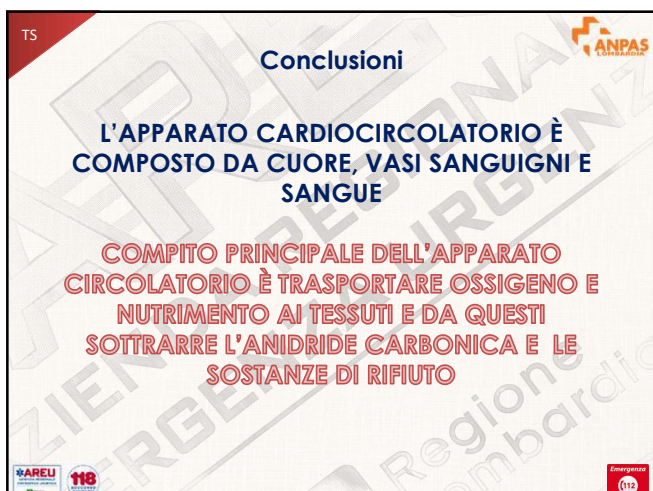 TS
ANPAS
LOMBARDIA
Conclusioni
L’APPARATO CARDIOCIRCOLATORIO È
COMPOSTO DA CUORE, VASI SANGUIGNI E
SANGUE
COMPITO PRINCIPALE DELL’APPARATO
CIRCOLATORIO È TRASPORTARE OSSIGENO E
NUTRIMENTO AI TESSUTI E DA QUESTI
SOTTRARRE L’ANIDRIDE CARBONICA E LE
SOSTANZE DI RIFIUTO
AREU
118
Emergenza
112